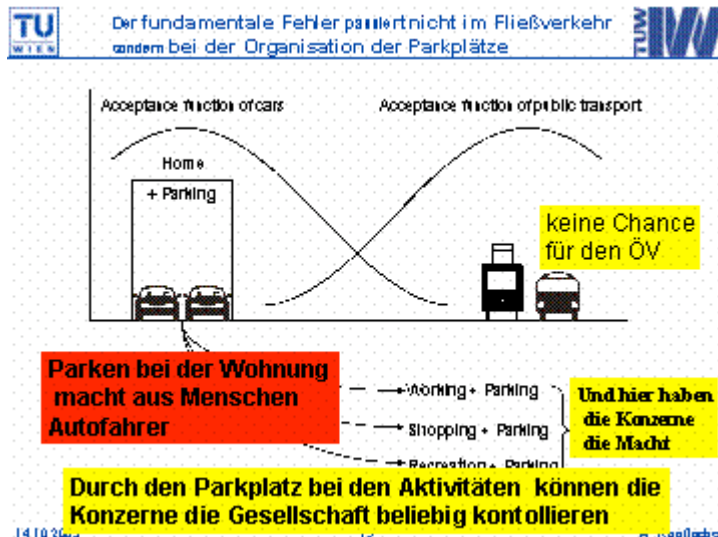 TU
WIEN
Der fundamentale Fehler passiert nicht im Fließverkehr
sondern bei der Organisation der Parkplätze
TUW
Acceptance function of cars
Acceptance function of public transport
Home
+ Parking
keine Chance
für den ÖV
Parken bei der Wohnung
macht aus Menschen
Autofahrer
Working + Parking
Shopping + Parking
Recreation + Parking
Und hier haben
die Konzerne
die Macht
Durch den Parkplatz bei den Aktivitäten können die
Konzerne die Gesellschaft beliebig kontollieren